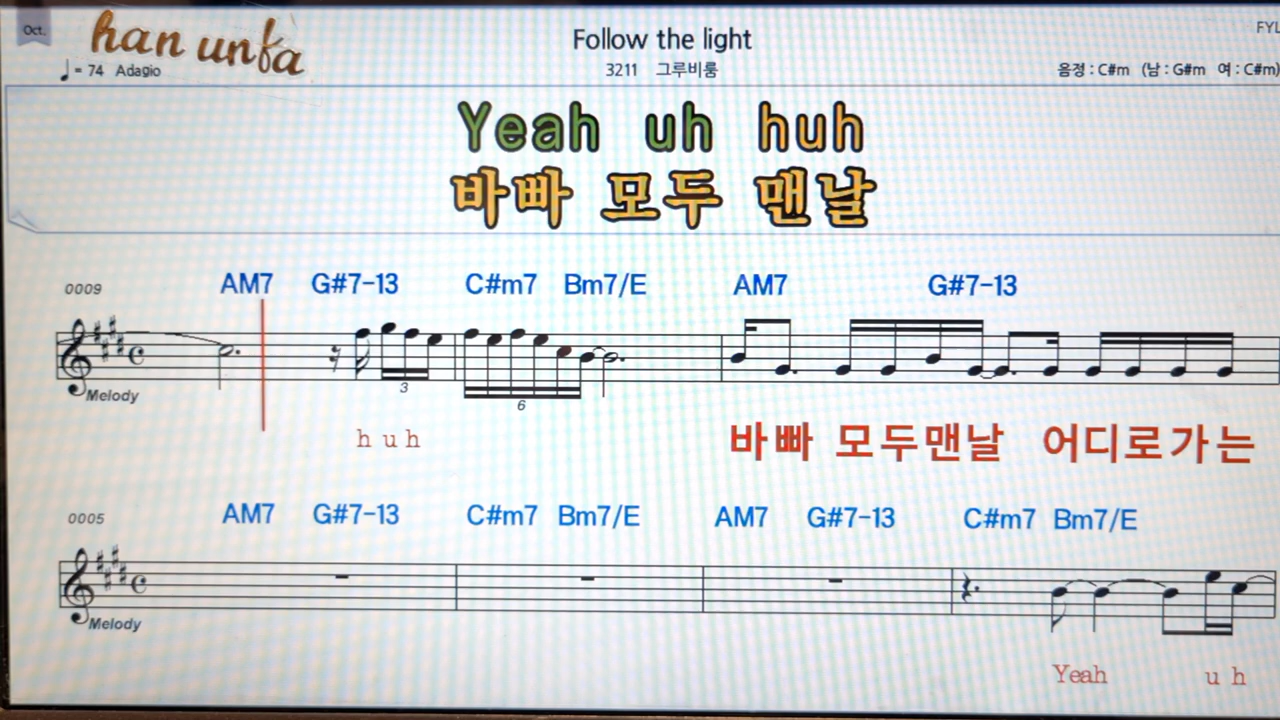 Oct. han unfa Follow the light FYL
♩= 74 Adagio 3211 그루비룸 음정 : C#m (남 : G#m 여 : C#m)
Yeah uh huh
바빠 모두 맨날
0009 AM7 G#7-13 C#m7 Bm7/E AM7 G#7-13
Melody 3 6
huh 바빠 모두맨날 어디로가는
0005 AM7 G#7-13 C#m7 Bm7/E AM7 G#7-13 C#m7 Bm7/E
Melody
Yeah uh